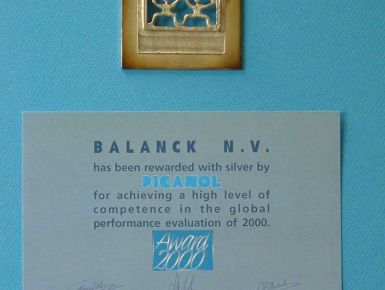 BALANCK N.V.
has been rewarded with silver by
PICANOL
for achieving a high level of
competence in the global
performance evaluation of 2000.
Award
2000